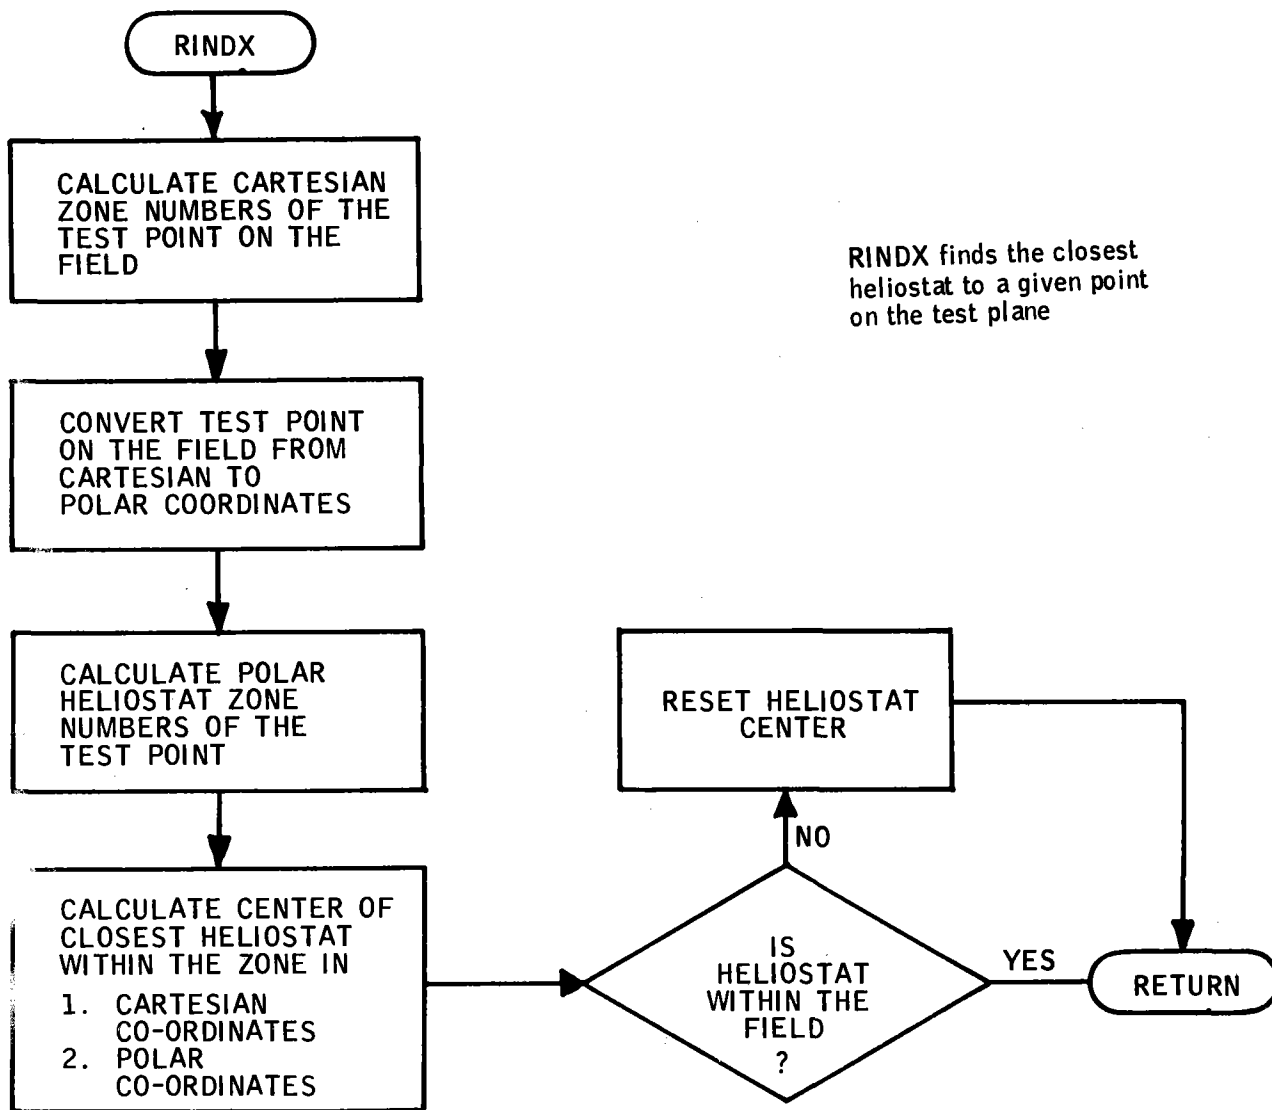 RINDX
CALCULATE CARTESIAN
ZONE NUMBERS OF THE
TEST POINT ON THE
FIELD
RINDX finds the closest
heliostat to a given point
on the test plane
CONVERT TEST POINT
ON THE FIELD FROM
CARTESIAN TO
POLAR COORDINATES
CALCULATE POLAR
HELIOSTAT ZONE
NUMBERS OF THE
TEST POINT
RESET HELIOSTAT
CENTER
NO
CALCULATE CENTER OF
CLOSEST HELIOSTAT
WITHIN THE ZONE IN
1. CARTESIAN
CO-ORDINATES
2. POLAR
CO-ORDINATES
IS
HELIOSTAT
WITHIN THE
FIELD
?
YES
RETURN